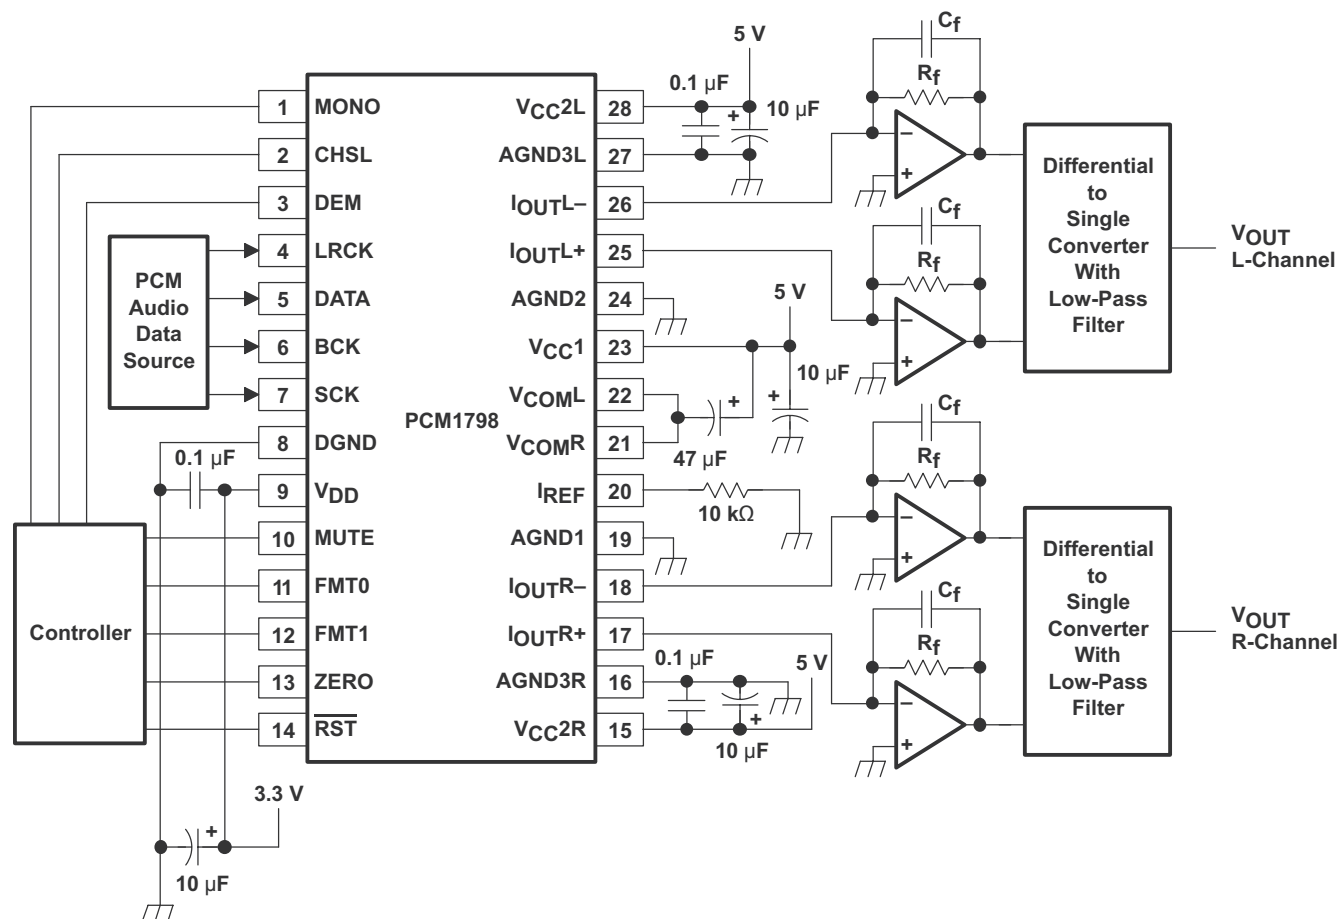 PCM1798
1 MONO
2 CHSL
3 DEM
4 LRCK
5 DATA
6 BCK
7 SCK
8 DGND
9 VDD
10 MUTE
11 FMT0
12 FMT1
13 ZERO
14 RST
VCC2L 28
AGND3L 27
IOUTL– 26
IOUTL+ 25
AGND2 24
VCC1 23
VCOML 22
VCOMR 21
IREF 20
AGND1 19
IOUTR– 18
IOUTR+ 17
AGND3R 16
VCC2R 15
PCM
Audio
Data
Source
Controller
0.1 µF
3.3 V
+
10 µF
5 V
0.1 µF
+
10 µF
5 V
10 µF
+
+
47 µF
10 kΩ
0.1 µF
5 V
+
10 µF
Cf
Rf
–
+
Cf
Rf
–
+
Cf
Rf
–
+
Cf
Rf
–
+
Differential
to
Single
Converter
With
Low-Pass
Filter
VOUT
L-Channel
Differential
to
Single
Converter
With
Low-Pass
Filter
VOUT
R-Channel